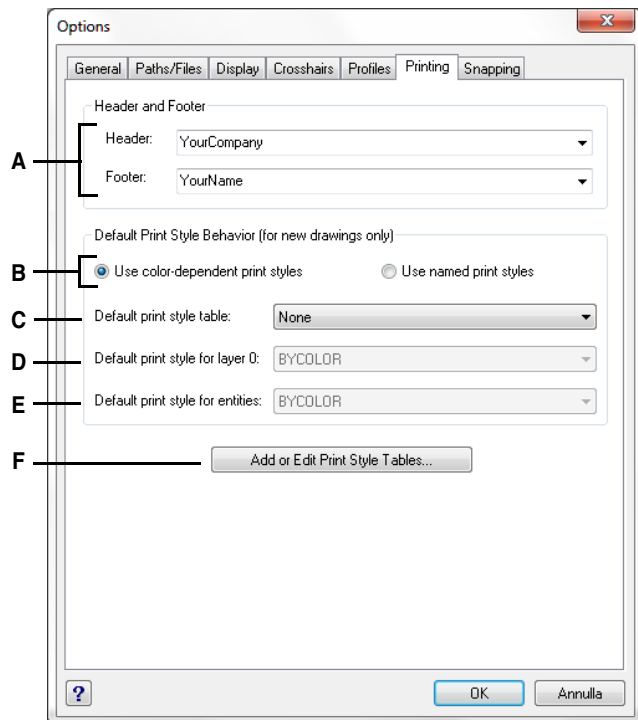 Options
General Paths/Files Display Crosshairs Profiles Printing Snapping
Header and Footer
A
Header: YourCompany
Footer: YourName
Default Print Style Behavior (for new drawings only)
B Use color-dependent print styles Use named print styles
C Default print style table: None
D Default print style for layer 0: BYCOLOR
E Default print style for entities: BYCOLOR
F Add or Edit Print Style Tables...
? OK Annulla